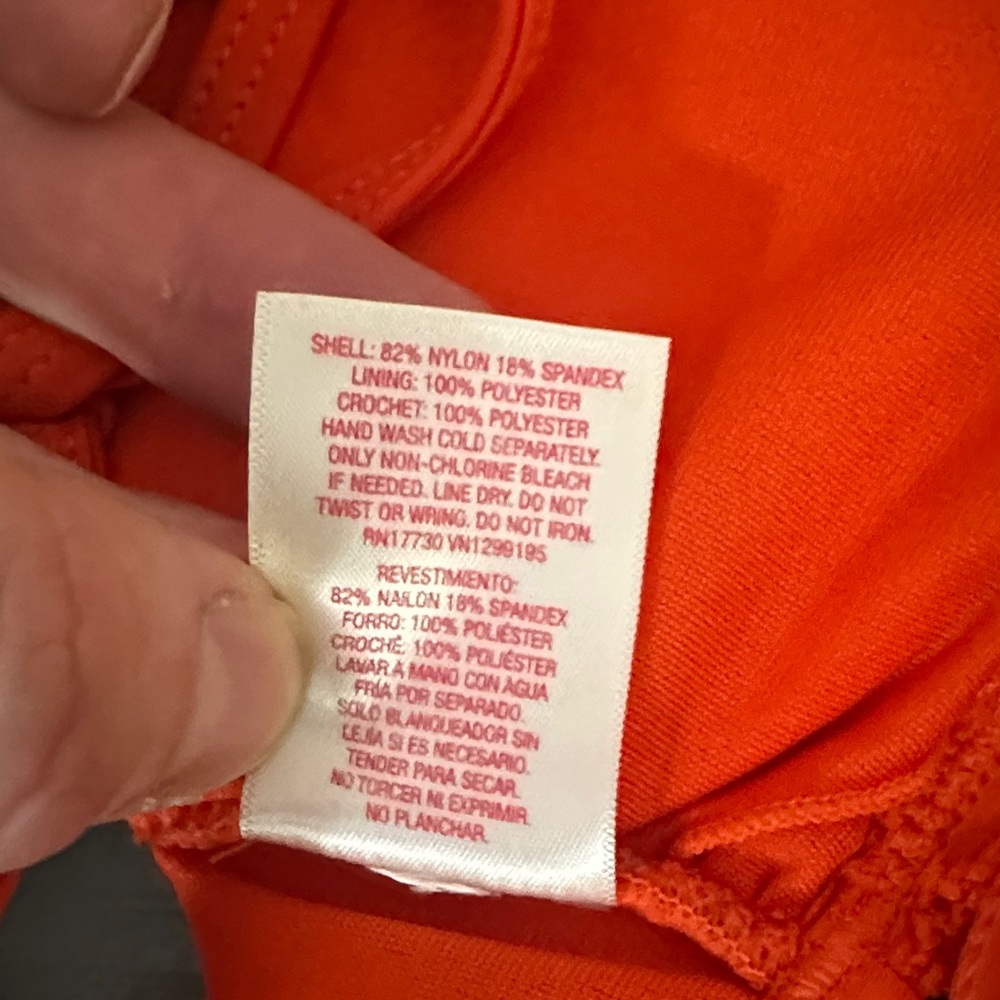 SHELL: 82% NYLON 18% SPANDEX
LINING: 100% POLYESTER
CROCHET: 100% POLYESTER
HAND WASH COLD SEPARATELY.
ONLY NON-CHLORINE BLEACH
IF NEEDED. LINE DRY. DO NOT
TWIST OR WRING. DO NOT IRON.
RN17730 VN1299195
REVESTIMIENTO:
82% NAILON 18% SPANDEX
FORRO: 100% POLIÉSTER
CROCHÉ: 100% POLIÉSTER
LAVAR A MANO CON AGUA
FRÍA POR SEPARADO.
SOLO BLANQUEADOR SIN
LEJÍA SI ES NECESARIO.
TENDER PARA SECAR.
NO TORCER NI EXPRIMIR.
NO PLANCHAR.